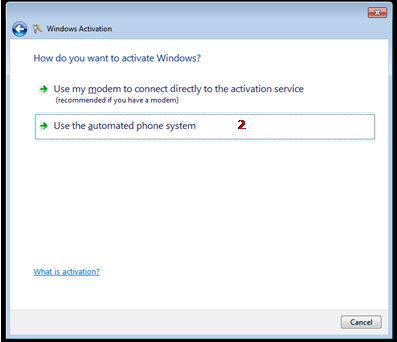 Windows Activation
How do you want to activate Windows?
Use my modem to connect directly to the activation service
(recommended if you have a modem)
Use the automated phone system 2
What is activation?
Cancel